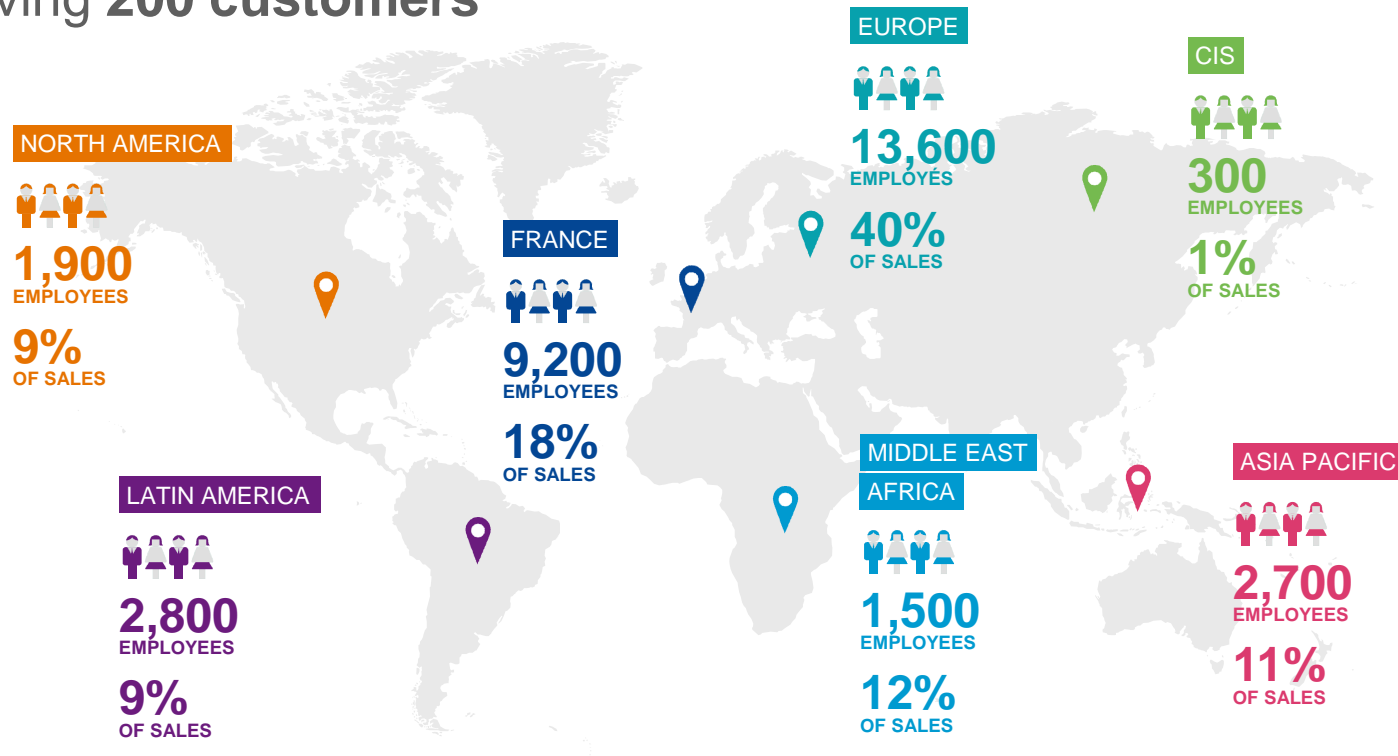 200 customers
EUROPE
13,600
EMPLOYÉS
40%
OF SALES
CIS
300
EMPLOYEES
1%
OF SALES
NORTH AMERICA
1,900
EMPLOYEES
9%
OF SALES
FRANCE
9,200
EMPLOYEES
18%
OF SALES
LATIN AMERICA
2,800
EMPLOYEES
9%
OF SALES
MIDDLE EAST
AFRICA
1,500
EMPLOYEES
12%
OF SALES
ASIA PACIFIC
2,700
EMPLOYEES
11%
OF SALES